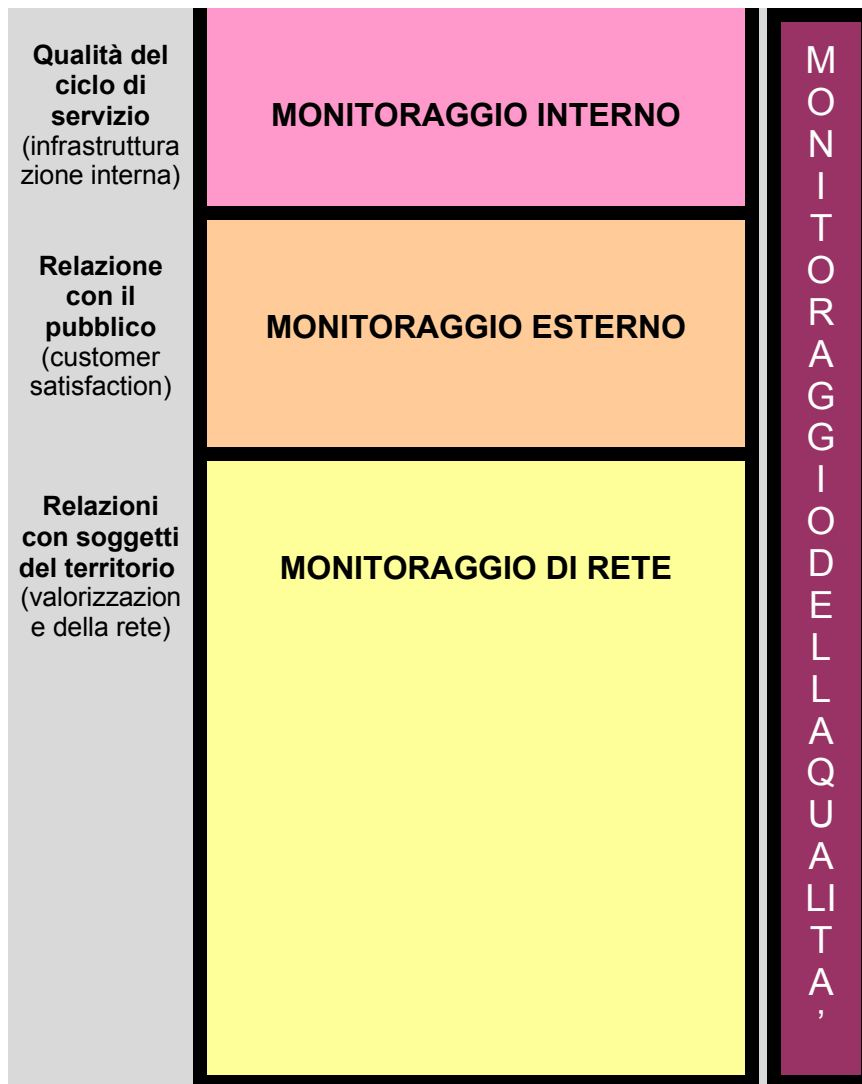 Qualità del
ciclo di
servizio
(infrastruttura
zione interna)
MONITORAGGIO INTERNO
Relazione
con il
pubblico
(customer
satisfaction)
MONITORAGGIO ESTERNO
Relazioni
con soggetti
del territorio
(valorizzazion
e della rete)
MONITORAGGIO DI RETE
M
O
N
I
T
O
R
A
G
G
I
O
D
E
L
L
A
Q
U
A
LI
T
A
’